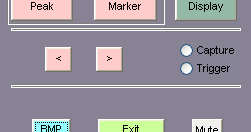 Peak Marker Display
Capture
< >
Trigger
BMP Exit Mute